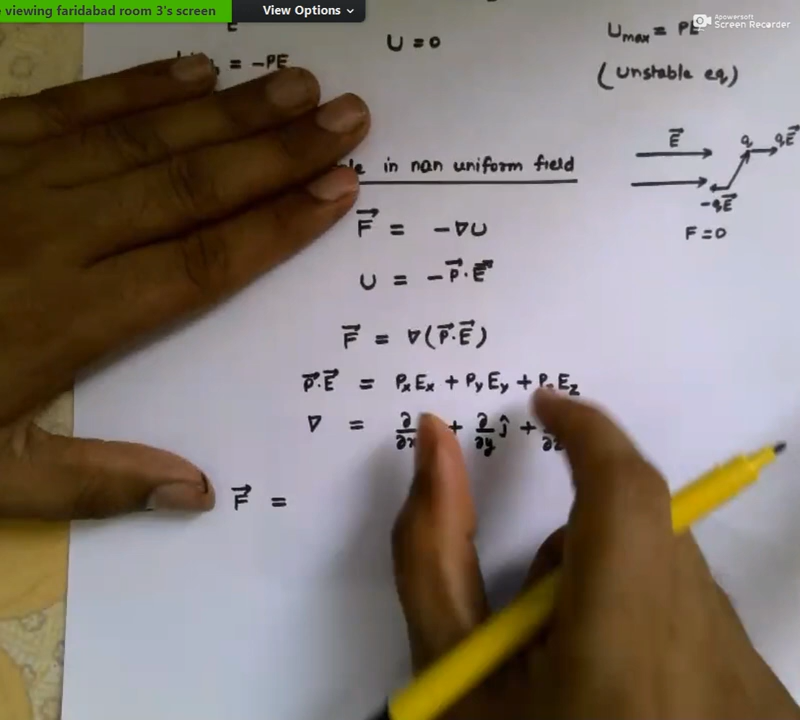 viewing faridabad room 3's screen
View Options
Apowersoft
Screen Recorder
E
= -PE
U = 0
Umax = PE
(Unstable eq)
in nan uniform field
E⃗
q
qE⃗
-qE⃗
F = 0
F⃗ = -∇U
U = -P⃗·E⃗
F⃗ = ∇(P⃗·E⃗)
P⃗·E⃗ = PxEx + PyEy + PzEz
∇ = ∂/∂x + ∂/∂y ĵ + ∂/∂z
F⃗ =